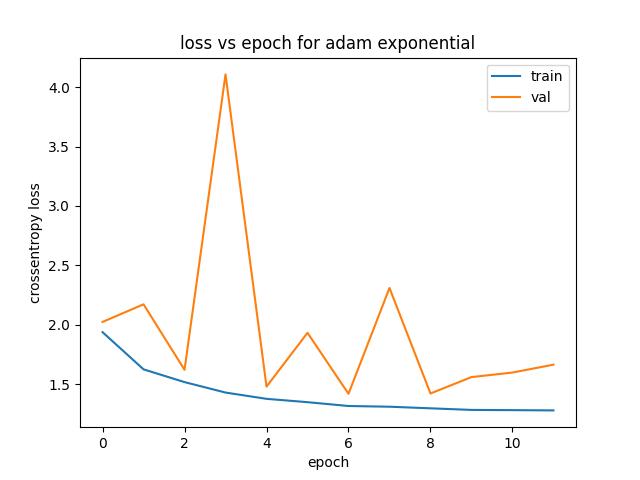 loss vs epoch for adam exponential
train
val
4.0
3.5
3.0
2.5
2.0
1.5
crossentropy loss
0 2 4 6 8 10
epoch